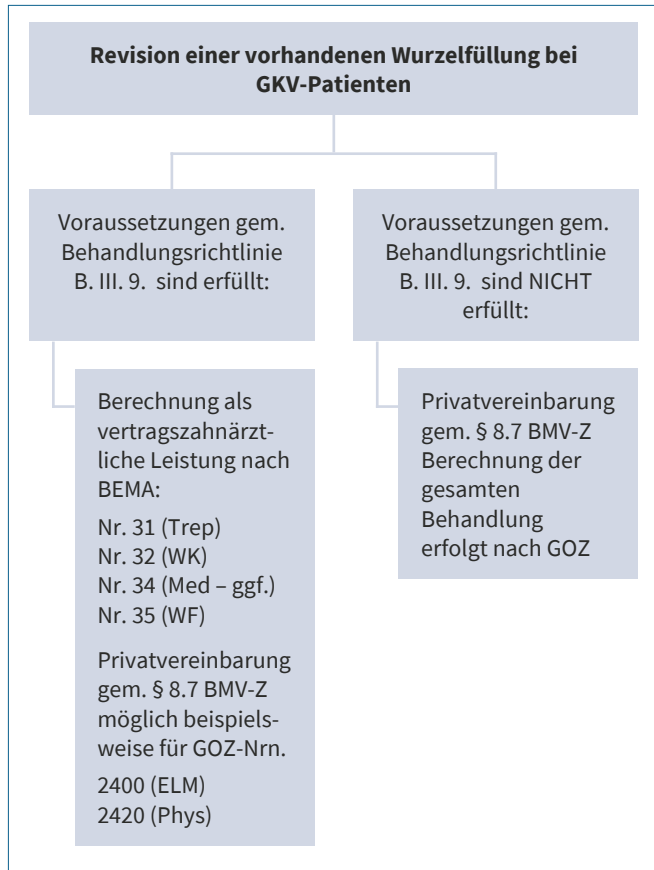 Revision einer vorhandenen Wurzelfüllung bei
GKV-Patienten
Voraussetzungen gem.
Behandlungsrichtlinie
B. III. 9. sind erfüllt:
Voraussetzungen gem.
Behandlungsrichtlinie
B. III. 9. sind NICHT
erfüllt:
Berechnung als
vertragszahnärzt-
liche Leistung nach
BEMA:
Nr. 31 (Trep)
Nr. 32 (WK)
Nr. 34 (Med – ggf.)
Nr. 35 (WF)
Privatvereinbarung
gem. § 8.7 BMV-Z
möglich beispiels-
weise für GOZ-Nrn.
2400 (ELM)
2420 (Phys)
Privatvereinbarung
gem. § 8.7 BMV-Z
Berechnung der
gesamten
Behandlung
erfolgt nach GOZ